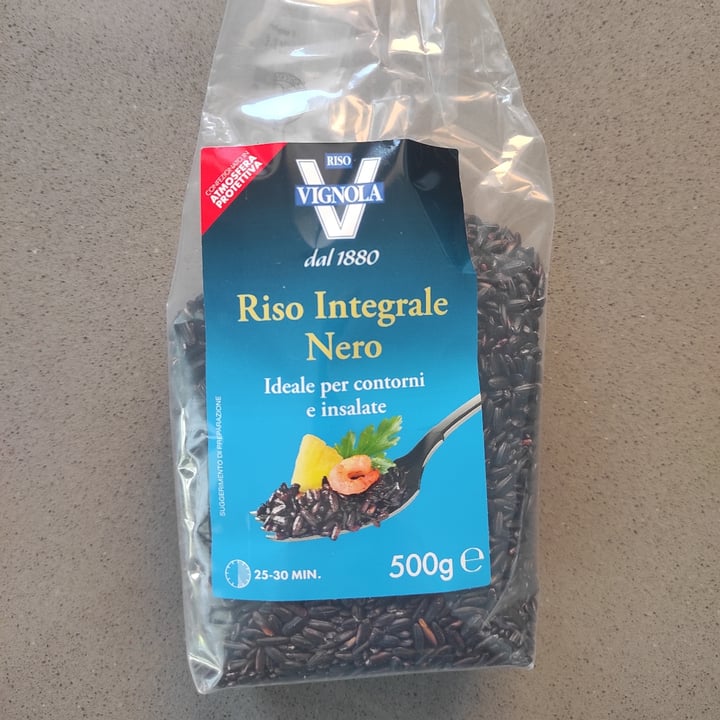 CONFEZIONATO IN
ATMOSFERA
PROTETTIVA
RISO
VIGNOLA
dal 1880
Riso Integrale
Nero
Ideale per contorni
e insalate
SUGGERIMENTO DI PREPARAZIONE
25-30 MIN.
500g e